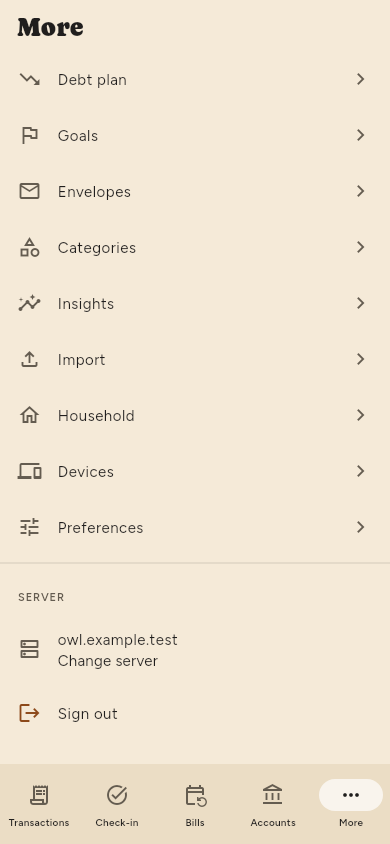 More
Debt plan
Goals
Envelopes
Categories
Insights
Import
Household
Devices
Preferences
SERVER
owl.example.test
Change server
Sign out
Transactions
Check-in
Bills
Accounts
More